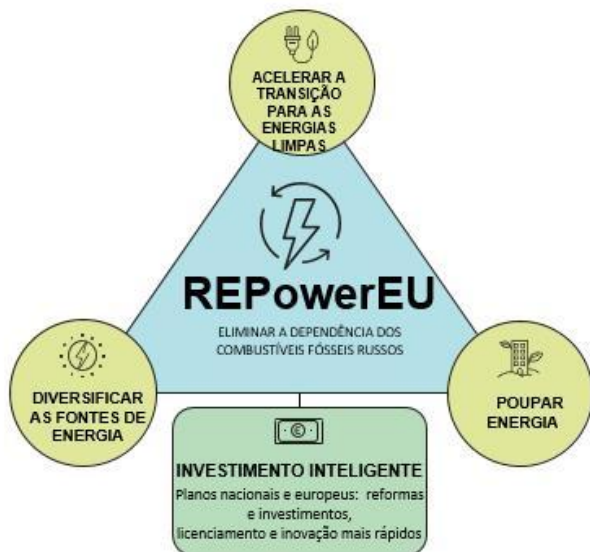 ACELERAR A
TRANSIÇÃO
PARA AS
ENERGIAS
LIMPAS
REPowerEU
ELIMINAR A DEPENDÊNCIA DOS
COMBUSTÍVEIS FÓSSEIS RUSSOS
DIVERSIFICAR
AS FONTES DE
ENERGIA
POUPAR
ENERGIA
INVESTIMENTO INTELIGENTE
Planos nacionais e europeus: reformas
e investimentos,
licenciamento e inovação mais rápidos